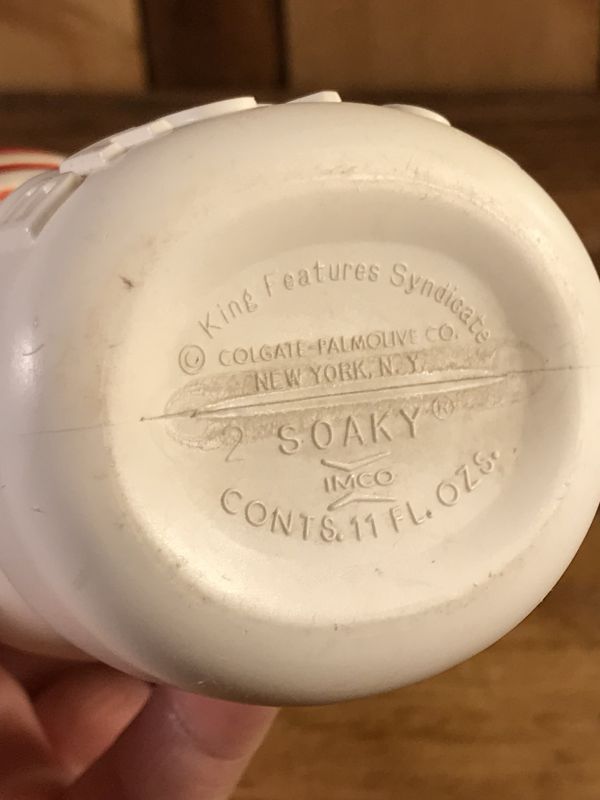 © King Features Syndicate
COLGATE-PALMOLIVE CO.
NEW YORK, N.Y.
2 SOAKY®
IMCO
CONTS. 11 FL. OZS.